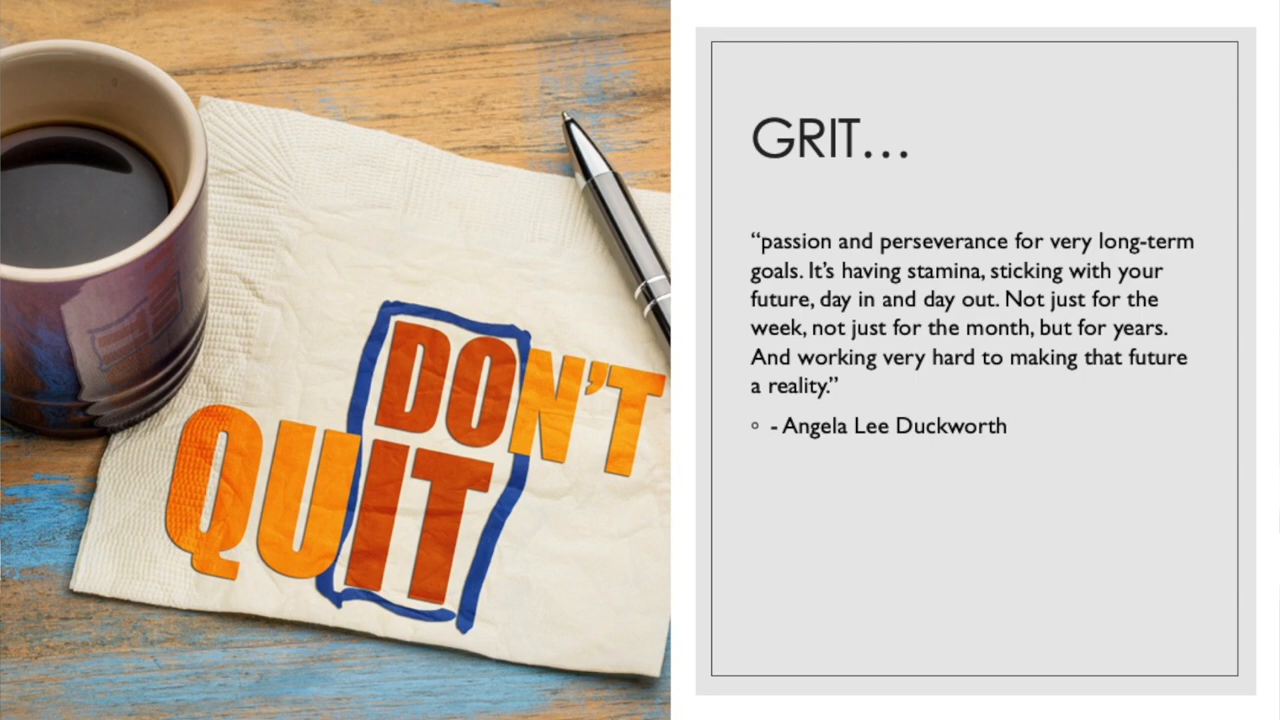 DON'T
QUIT
GRIT…
“passion and perseverance for very long-term
goals. It’s having stamina, sticking with your
future, day in and day out. Not just for the
week, not just for the month, but for years.
And working very hard to making that future
a reality.”
◦ - Angela Lee Duckworth